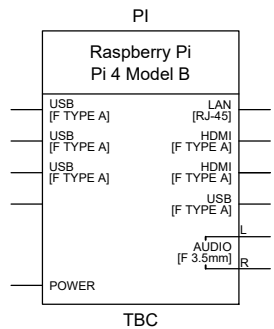 PI
Raspberry Pi
Pi 4 Model B
USB
[F TYPE A]
USB
[F TYPE A]
USB
[F TYPE A]
POWER
LAN
[RJ-45]
HDMI
[F TYPE A]
HDMI
[F TYPE A]
USB
[F TYPE A]
L
AUDIO
[F 3.5mm]
R
TBC